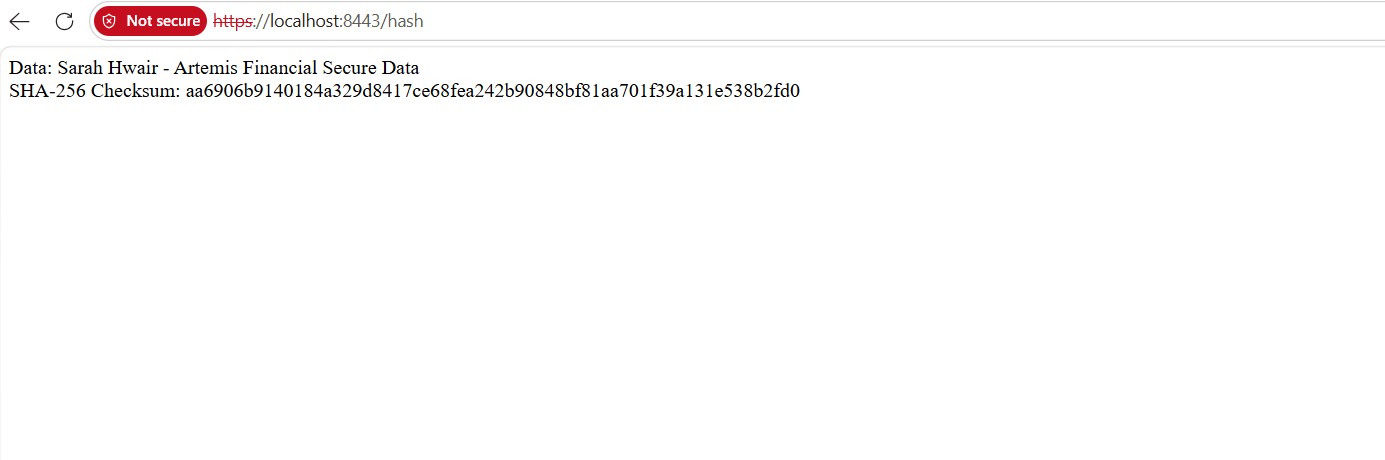 Not secure https://localhost:8443/hash
Data: Sarah Hwair - Artemis Financial Secure Data
SHA-256 Checksum: aa6906b9140184a329d8417ce68fea242b90848bf81aa701f39a131e538b2fd0